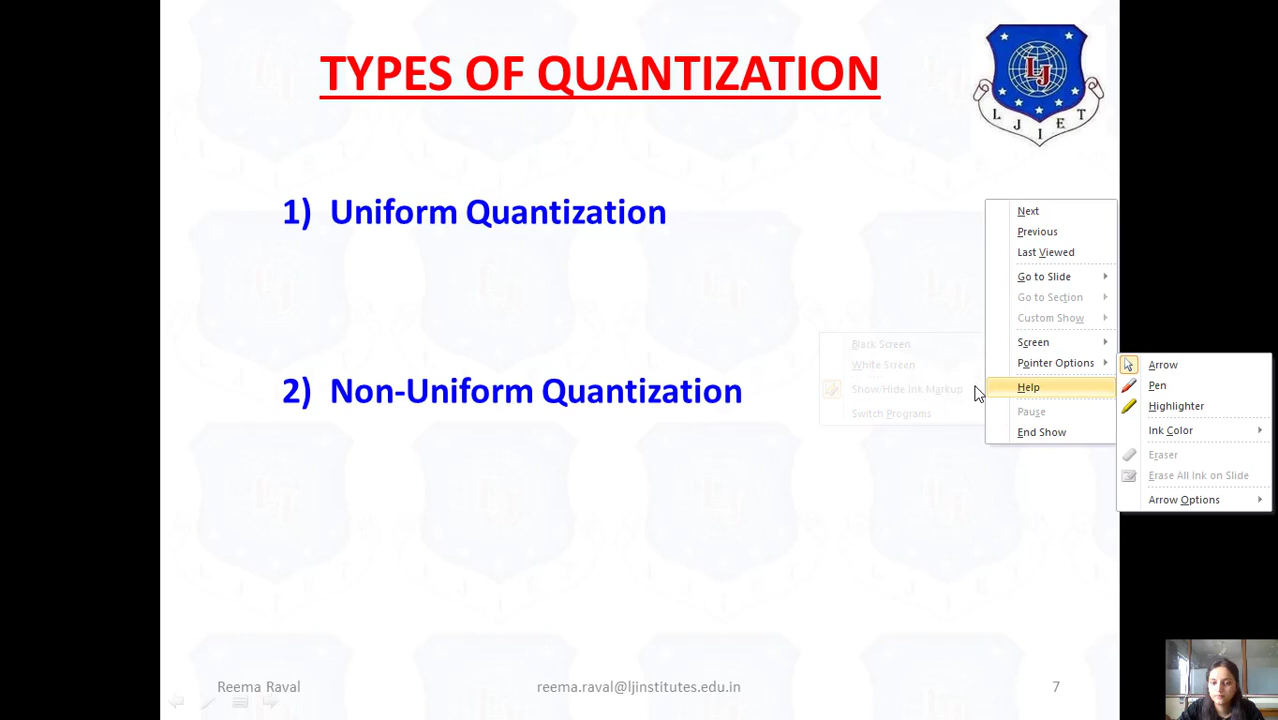 TYPES OF QUANTIZATION
LJ
L J I E T
1) Uniform Quantization
2) Non-Uniform Quantization
Next
Previous
Last Viewed
Go to Slide
Go to Section
Custom Show
Screen
Pointer Options
Help
Pause
End Show
Black Screen
White Screen
Show/Hide Ink Markup
Switch Programs
Arrow
Pen
Highlighter
Ink Color
Eraser
Erase All Ink on Slide
Arrow Options
Reema Raval
reema.raval@ljinstitutes.edu.in
7